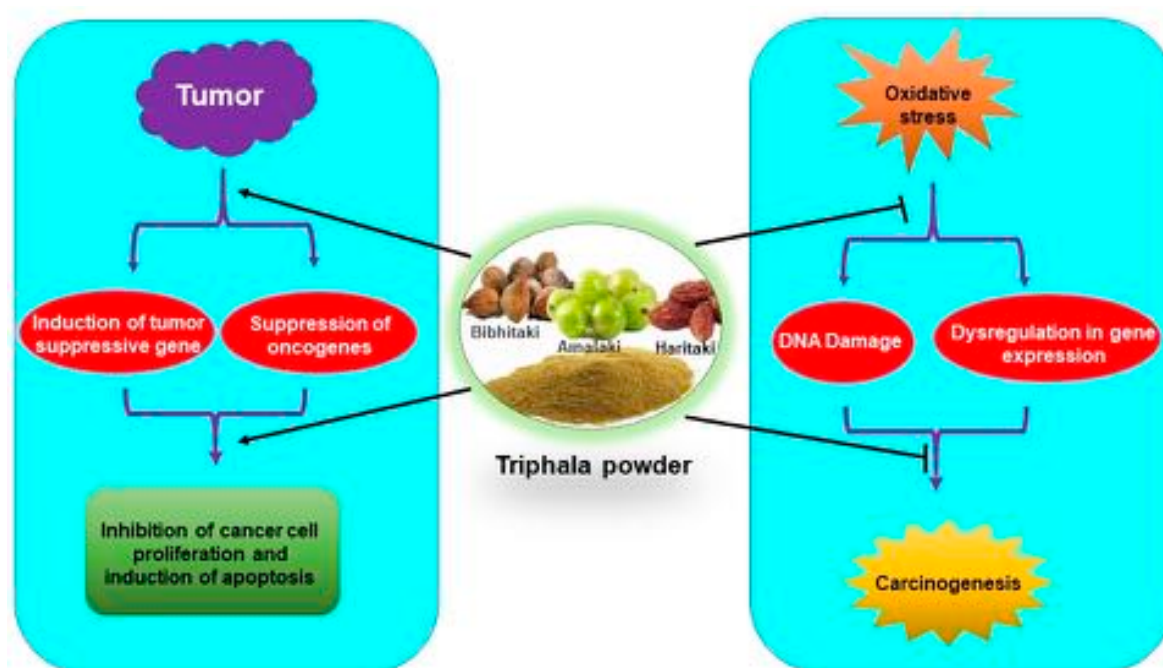 Tumor
Induction of tumor
suppressive gene
Suppression of
oncogenes
Inhibition of cancer cell
proliferation and
induction of apoptosis
Bibhitaki
Amalaki
Haritaki
Triphala powder
Oxidative
stress
DNA Damage
Dysregulation in gene
expression
Carcinogenesis